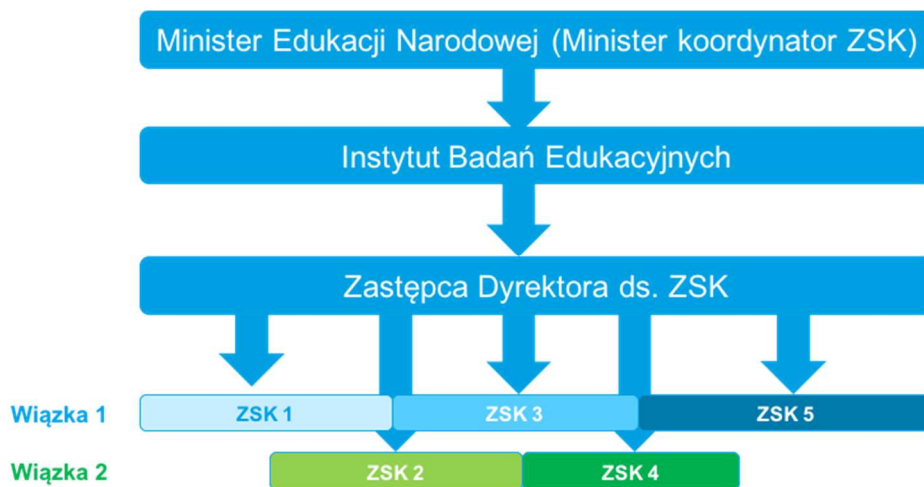 Minister Edukacji Narodowej (Minister koordynator ZSK)
Instytut Badań Edukacyjnych
Zastępca Dyrektora ds. ZSK
Wiązka 1 ZSK 1 ZSK 3 ZSK 5
Wiązka 2 ZSK 2 ZSK 4